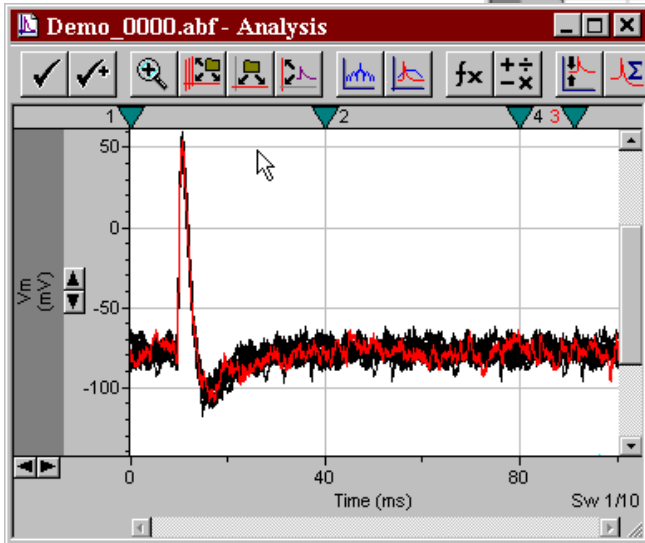 Demo_0000.abf - Analysis
fx
Σ
1
2
4 3
50
0
-50
-100
Vm
(mV)
0 40 80
Time (ms)
Sw 1/10